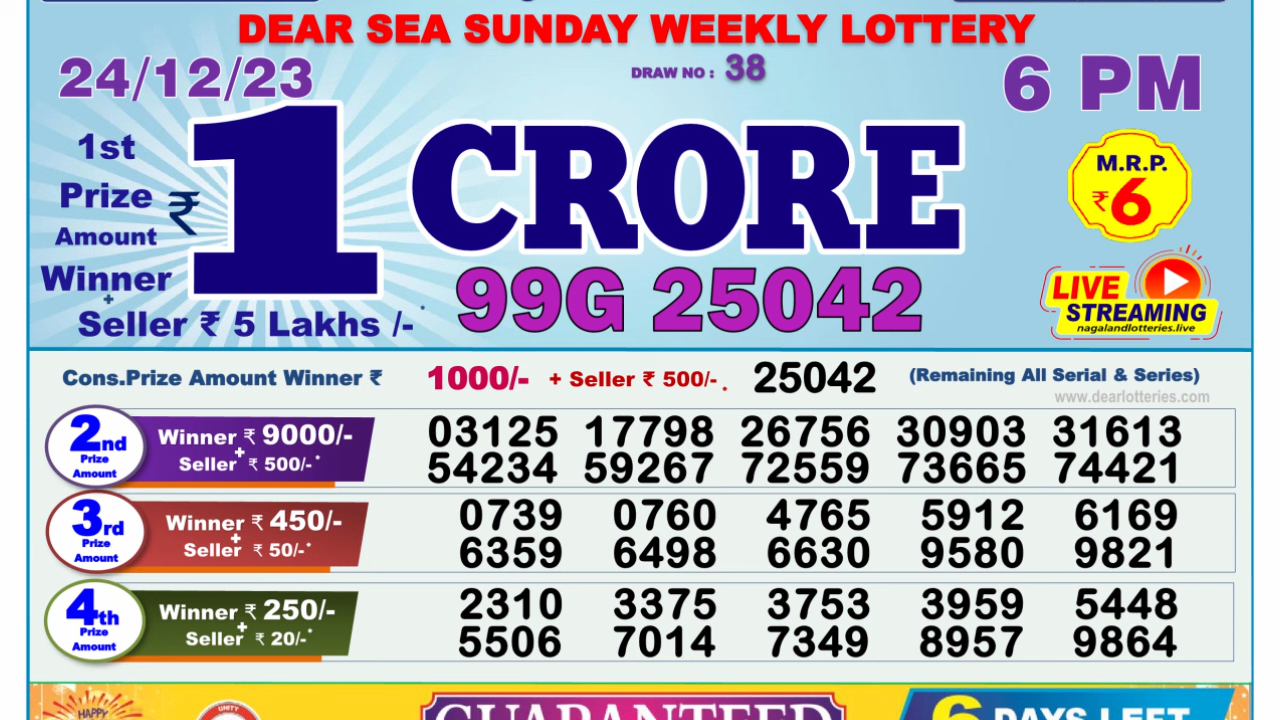 DEAR SEA SUNDAY WEEKLY LOTTERY
24/12/23
DRAW NO : 38
6 PM
1st
Prize
Amount
Winner
+
Seller ₹ 5 Lakhs /- *
₹ 1 CRORE
99G 25042
M.R.P.
₹6
LIVE
STREAMING
nagalandlotteries.live
Cons.Prize Amount Winner ₹ 1000/- + Seller ₹ 500/- . 25042 (Remaining All Serial & Series)
www.dearlotteries.com
2nd
Prize
Amount
Winner ₹ 9000/-
+
Seller ₹ 500/-*
03125 17798 26756 30903 31613
54234 59267 72559 73665 74421
3rd
Prize
Amount
Winner ₹ 450/-
+
Seller ₹ 50/-*
0739 0760 4765 5912 6169
6359 6498 6630 9580 9821
4th
Prize
Amount
Winner ₹ 250/-
+
Seller ₹ 20/-*
2310 3375 3753 3959 5448
5506 7014 7349 8957 9864
HAPPY
UNITY
GUARANTEED
6 DAYS LEFT